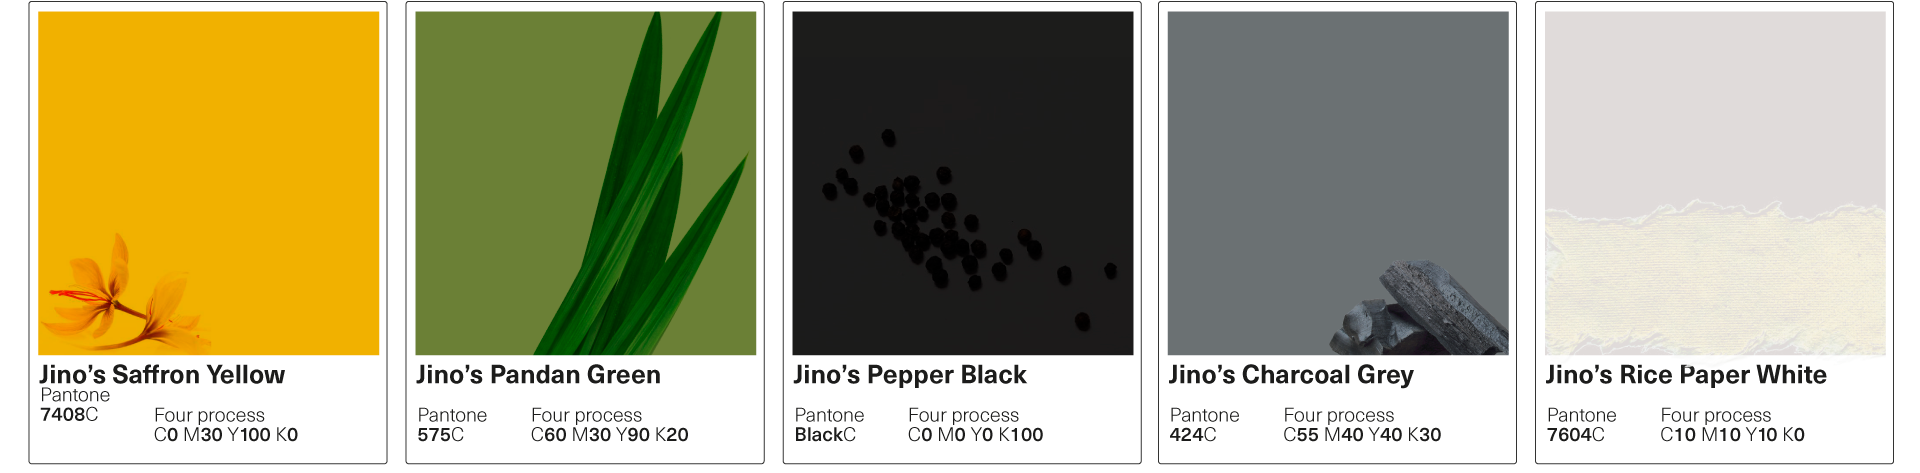 Jino’s Saffron Yellow
Pantone
7408C
Four process
C0 M30 Y100 K0
Jino’s Pandan Green
Pantone
575C
Four process
C60 M30 Y90 K20
Jino’s Pepper Black
Pantone
BlackC
Four process
C0 M0 Y0 K100
Jino’s Charcoal Grey
Pantone
424C
Four process
C55 M40 Y40 K30
Jino’s Rice Paper White
Pantone
7604C
Four process
C10 M10 Y10 K0